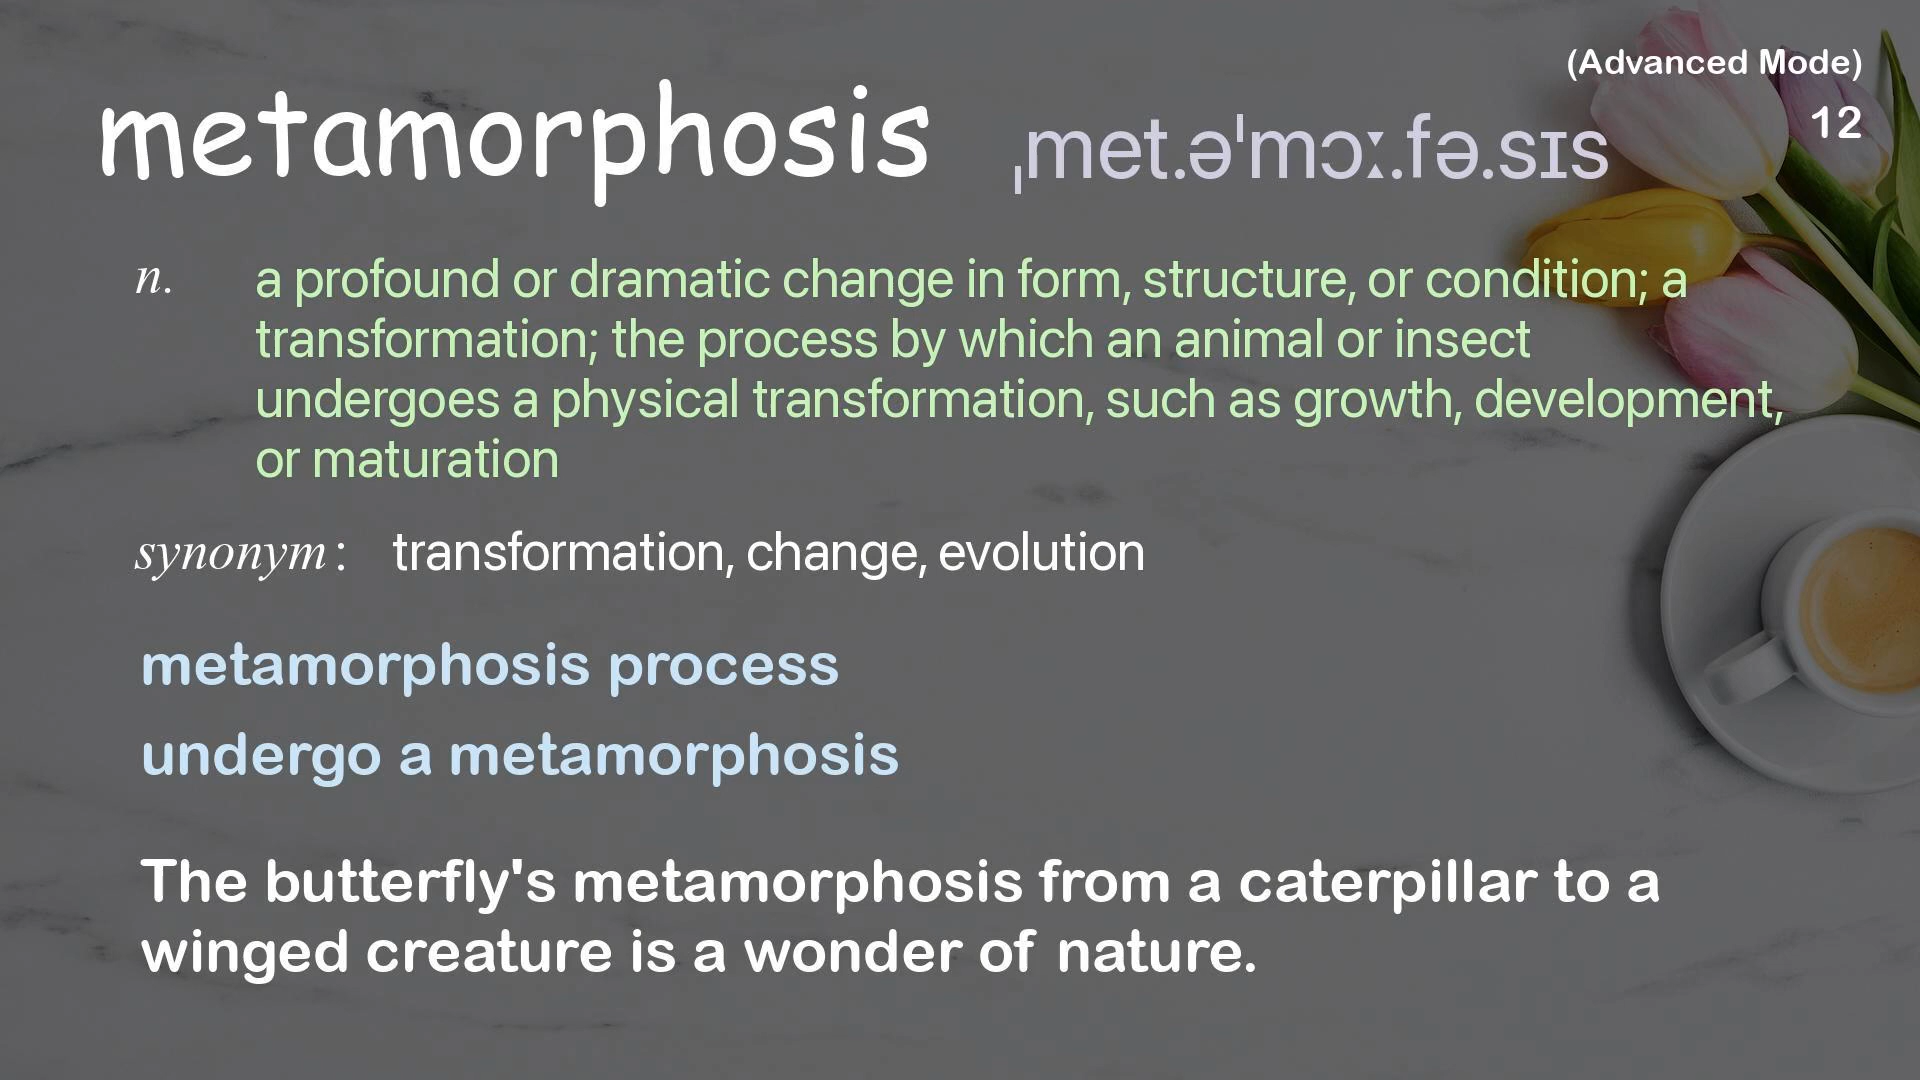 (Advanced Mode)
metamorphosis ˌmet.əˈmɔː.fə.sɪs 12
n. a profound or dramatic change in form, structure, or condition; a
transformation; the process by which an animal or insect
undergoes a physical transformation, such as growth, development,
or maturation
synonym: transformation, change, evolution
metamorphosis process
undergo a metamorphosis
The butterfly's metamorphosis from a caterpillar to a
winged creature is a wonder of nature.